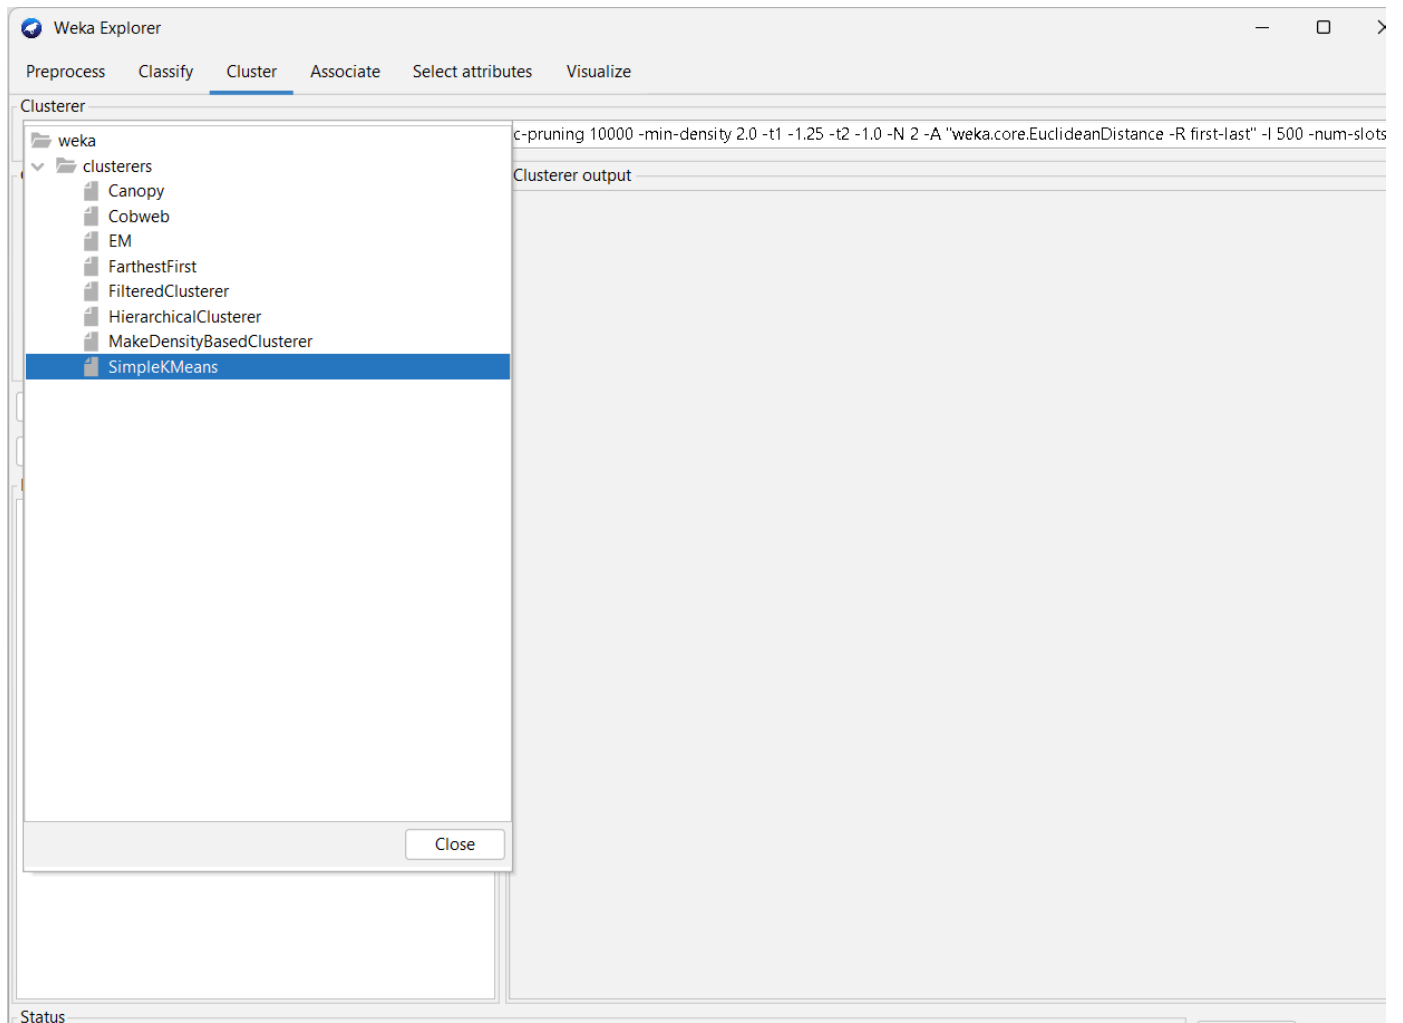 Weka Explorer
Preprocess Classify Cluster Associate Select attributes Visualize
Clusterer
c-pruning 10000 -min-density 2.0 -t1 -1.25 -t2 -1.0 -N 2 -A "weka.core.EuclideanDistance -R first-last" -I 500 -num-slots
weka
clusterers
Canopy
Cobweb
EM
FarthestFirst
FilteredClusterer
HierarchicalClusterer
MakeDensityBasedClusterer
SimpleKMeans
Close
Clusterer output
Status